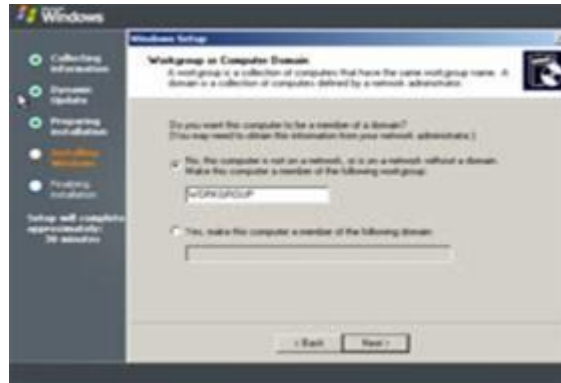 Windows
Collecting
information
Dynamic
Update
Preparing
installation
Installing
Windows
Finalizing
installation
Setup will complete
approximately:
30 minutes
Windows Setup
Workgroup or Computer Domain
A workgroup is a collection of computers that have the same workgroup name. A
domain is a collection of computers defined by a network administrator.
Do you want this computer to be a member of a domain?
(You may need to obtain this information from your network administrator.)
No, this computer is not on a network, or is on a network without a domain.
Make this computer a member of the following workgroup:
WORKGROUP
Yes, make this computer a member of the following domain:
< Back
Next >